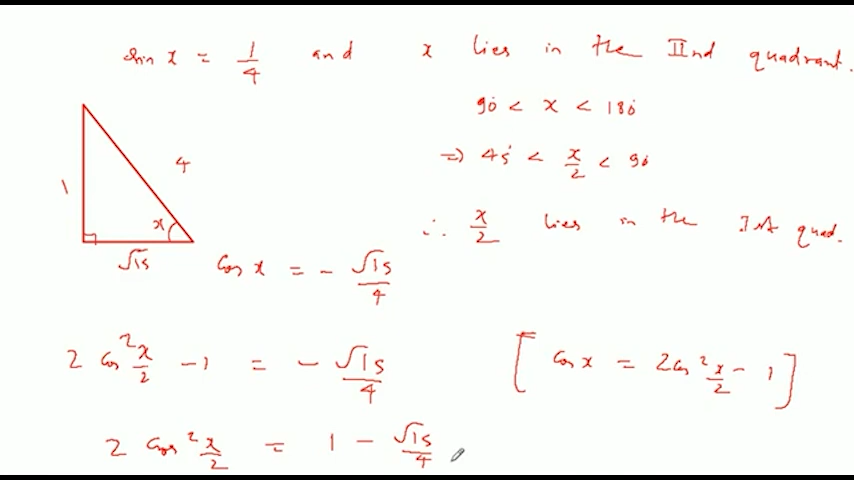 sin x = 1/4 and x lies in the IInd quadrant.
90° < x < 180°
⇒ 45° < x/2 < 90°
∴ x/2 lies in the Ist quad.
1
4
x
√15
cos x = - √15/4
2 cos² x/2 - 1 = - √15/4 [cos x = 2cos² x/2 - 1]
2 cos² x/2 = 1 - √15/4